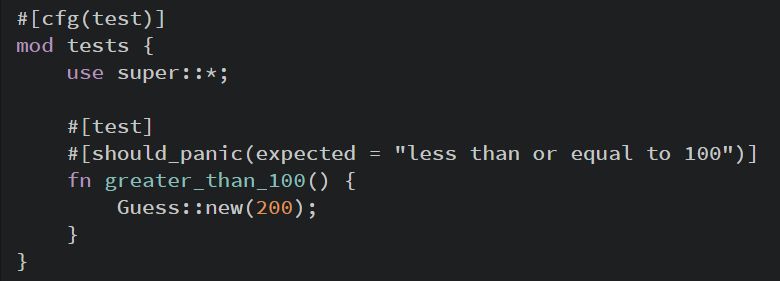 #[cfg(test)]
mod tests {
    use super::*;

    #[test]
    #[should_panic(expected = "less than or equal to 100")]
    fn greater_than_100() {
        Guess::new(200);
    }
}